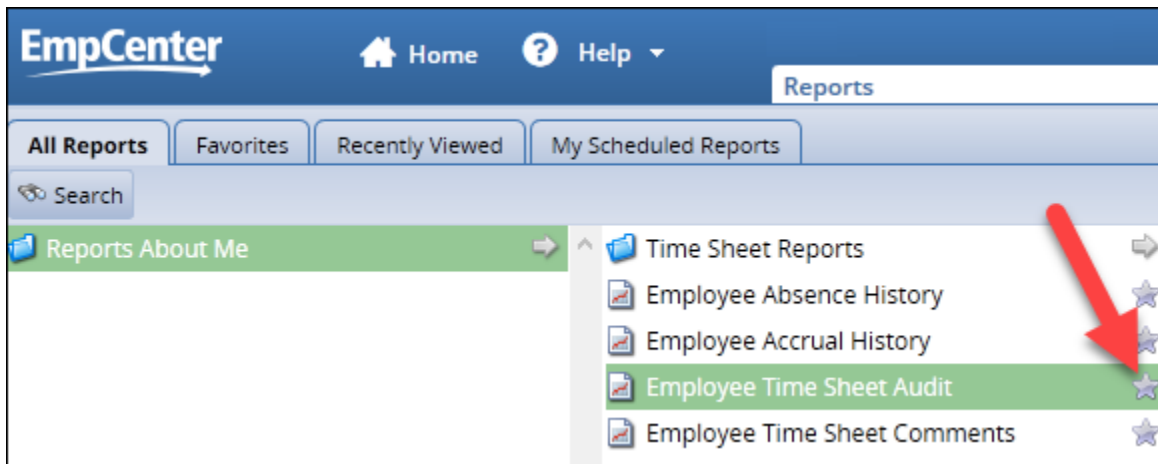 EmpCenter
Home
? Help
Reports
All Reports
Favorites
Recently Viewed
My Scheduled Reports
Search
Reports About Me
Time Sheet Reports
Employee Absence History
Employee Accrual History
Employee Time Sheet Audit
Employee Time Sheet Comments